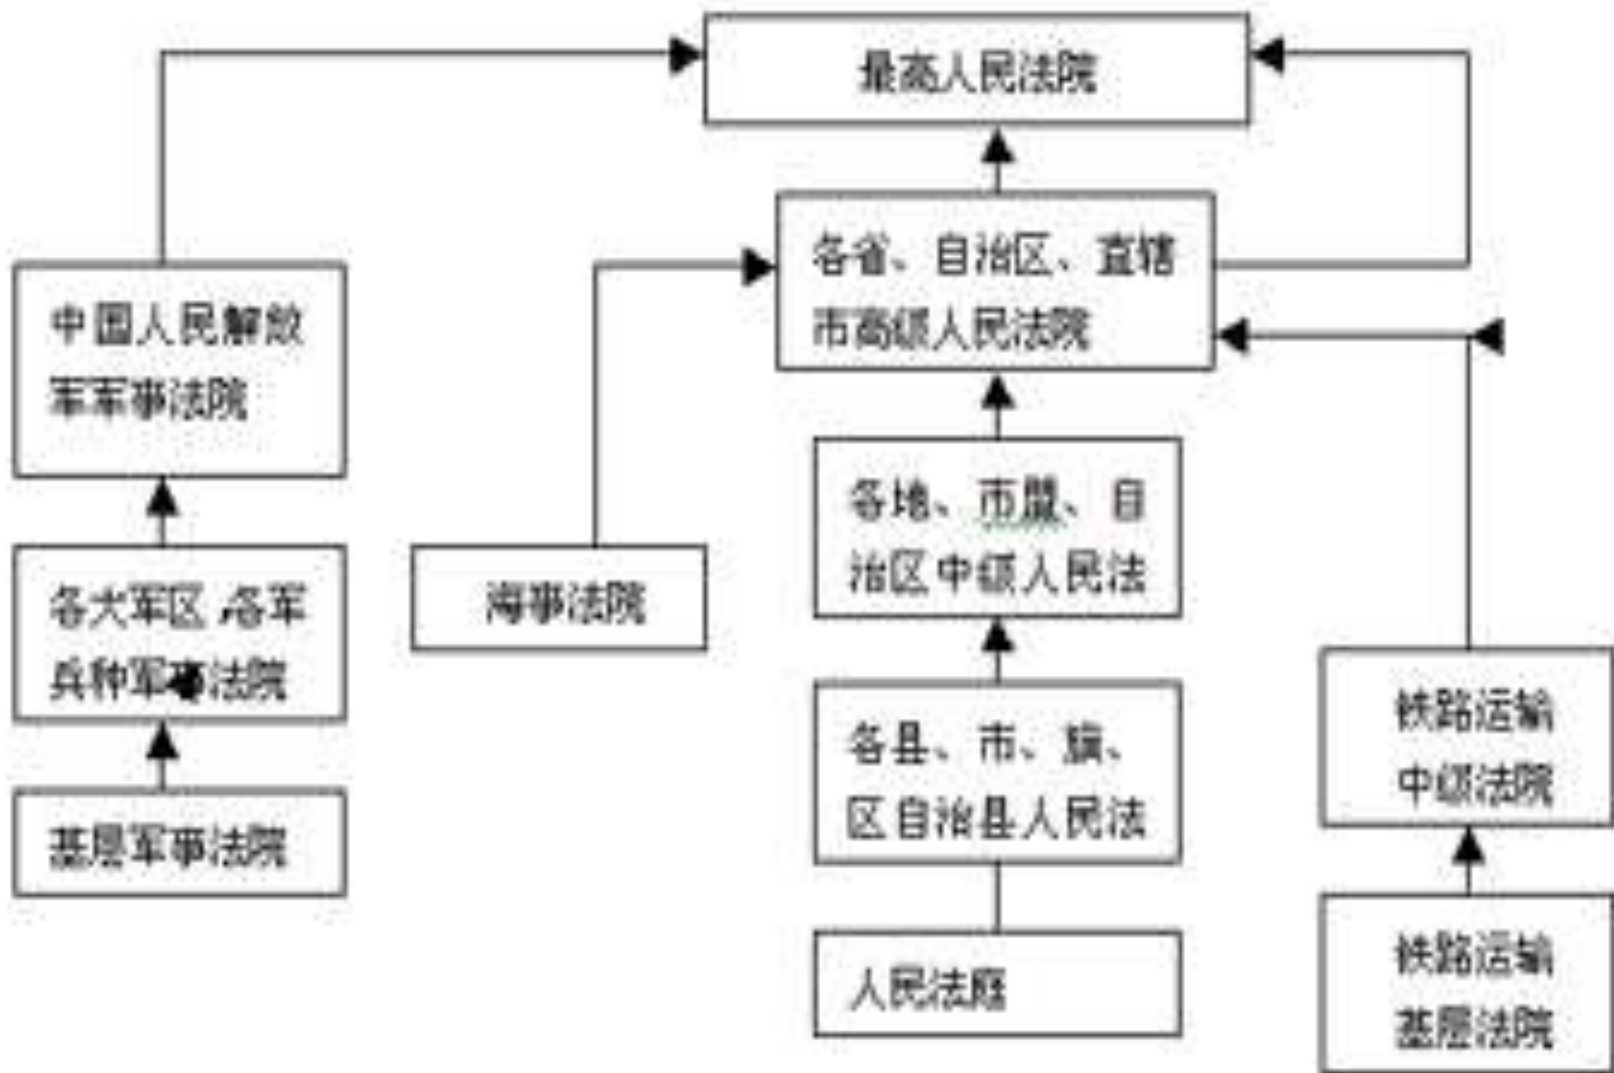 最高人民法院
各省、自治区、直辖
市高级人民法院
中国人民解放
军军事法院
各地、市盟、自
治区中级人民法
各大军区,各军
兵种军事法院
海事法院
铁路运输
中级法院
各县、市、旗、
区自治县人民法
基层军事法院
铁路运输
基层法院
人民法庭